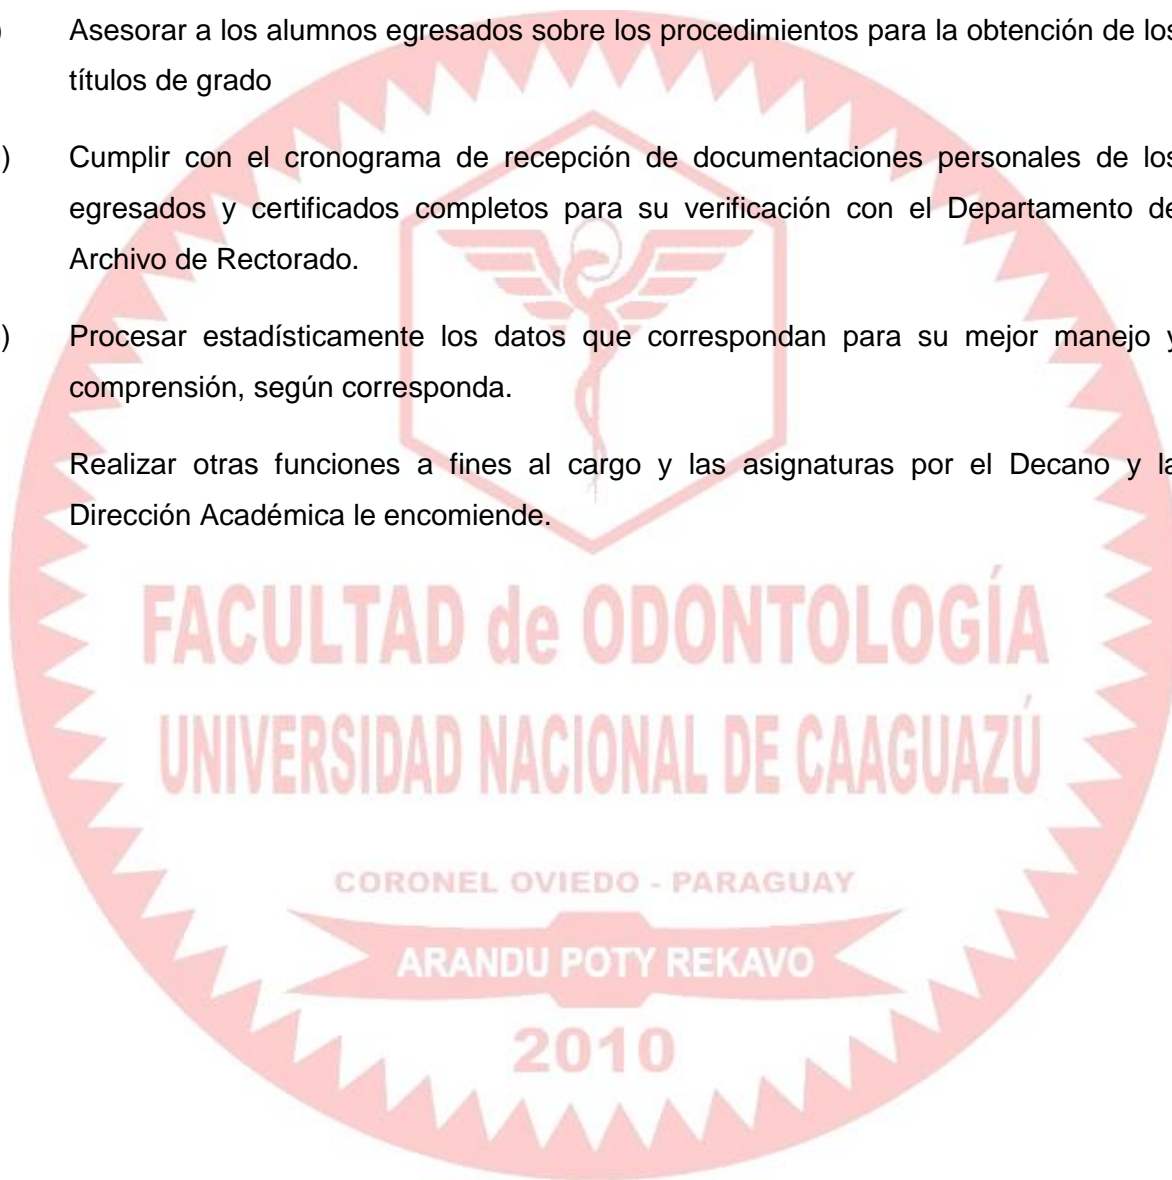 ) Asesorar a los alumnos egresados sobre los procedimientos para la obtención de los
títulos de grado
) Cumplir con el cronograma de recepción de documentaciones personales de los
egresados y certificados completos para su verificación con el Departamento de
Archivo de Rectorado.
) Procesar estadísticamente los datos que correspondan para su mejor manejo y
comprensión, según corresponda.
Realizar otras funciones a fines al cargo y las asignaturas por el Decano y la
Dirección Académica le encomiende.
FACULTAD de ODONTOLOGÍA
UNIVERSIDAD NACIONAL DE CAAGUAZÚ
CORONEL OVIEDO - PARAGUAY
ARANDU POTY REKAVO
2010